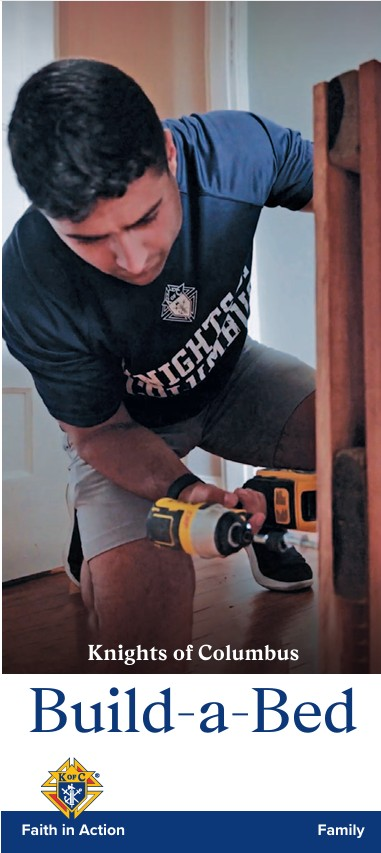 KNIGHTS OF
COLUMBUS
Knights of Columbus
Build-a-Bed
K OF C
®
Faith in Action
Family